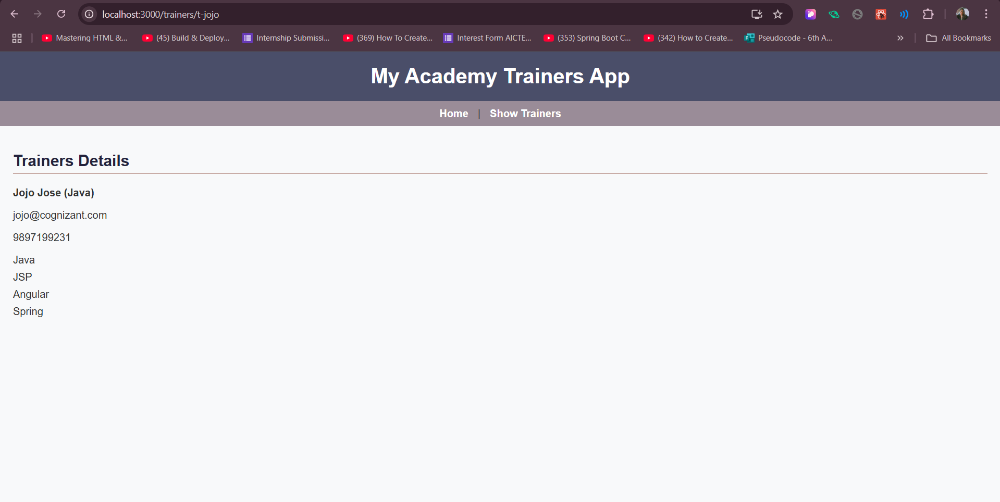 localhost:3000/trainers/t-jojo
Mastering HTML &... (45) Build & Deploy... Internship Submissi... (369) How To Create... Interest Form AICTE... (353) Spring Boot C... (342) How to Create... Pseudocode - 6th A... » All Bookmarks
My Academy Trainers App
Home | Show Trainers
Trainers Details
Jojo Jose (Java)
jojo@cognizant.com
9897199231
Java
JSP
Angular
Spring